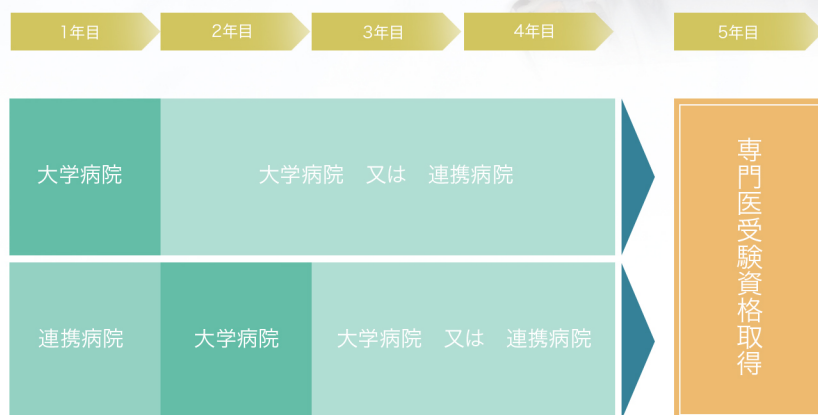 1年目
2年目
3年目
4年目
5年目
大学病院
大学病院　又は　連携病院
連携病院
大学病院
大学病院　又は　連携病院
専門医受験資格取得